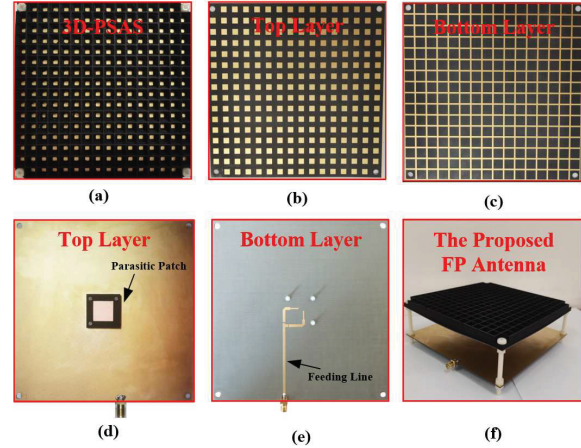 3D-PSAS
Top Layer
Bottom Layer
(a)
(b)
(c)
Top Layer
Parasitic Patch
Bottom Layer
Feeding Line
The Proposed
FP Antenna
(d)
(e)
(f)